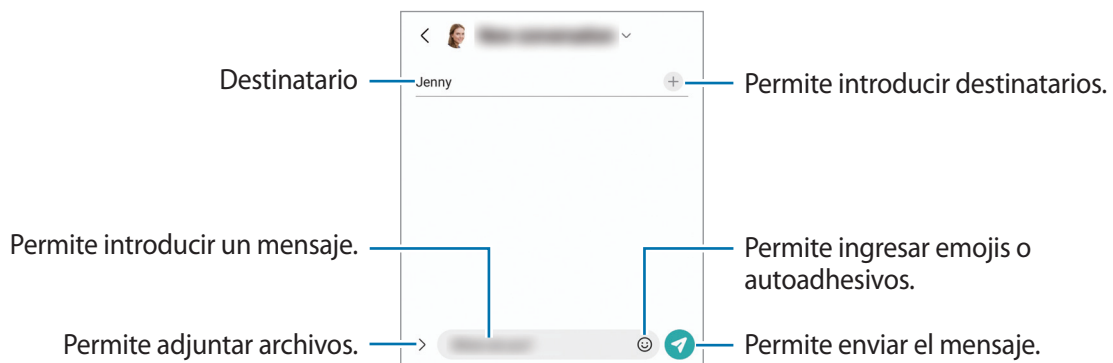 Destinatario
Jenny
Permite introducir destinatarios.
Permite introducir un mensaje.
Permite ingresar emojis o
autoadhesivos.
Permite adjuntar archivos.
Permite enviar el mensaje.